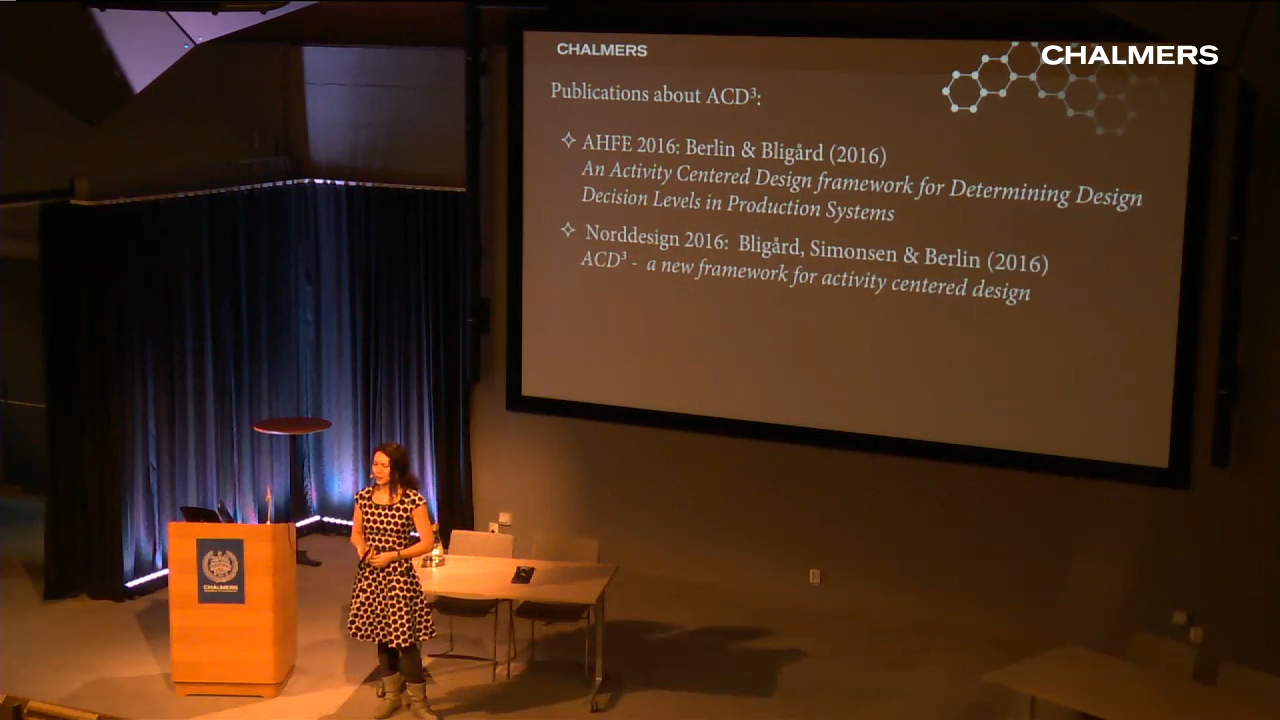 CHALMERS
CHALMERS
Publications about ACD³:
✧ AHFE 2016: Berlin & Bligård (2016)
An Activity Centered Design framework for Determining Design
Decision Levels in Production Systems
✧ Norddesign 2016: Bligård, Simonsen & Berlin (2016)
ACD³ - a new framework for activity centered design
CHALMERS